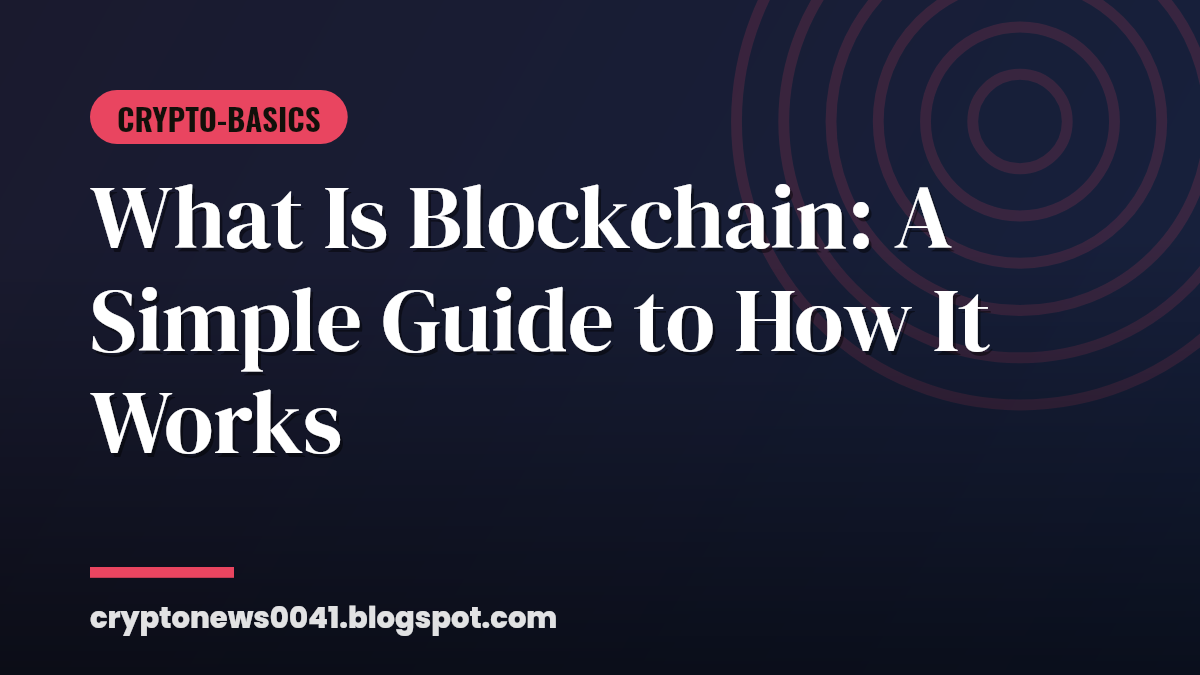 CRYPTO-BASICS
What Is Blockchain: A
Simple Guide to How It
Works
cryptonews0041.blogspot.com